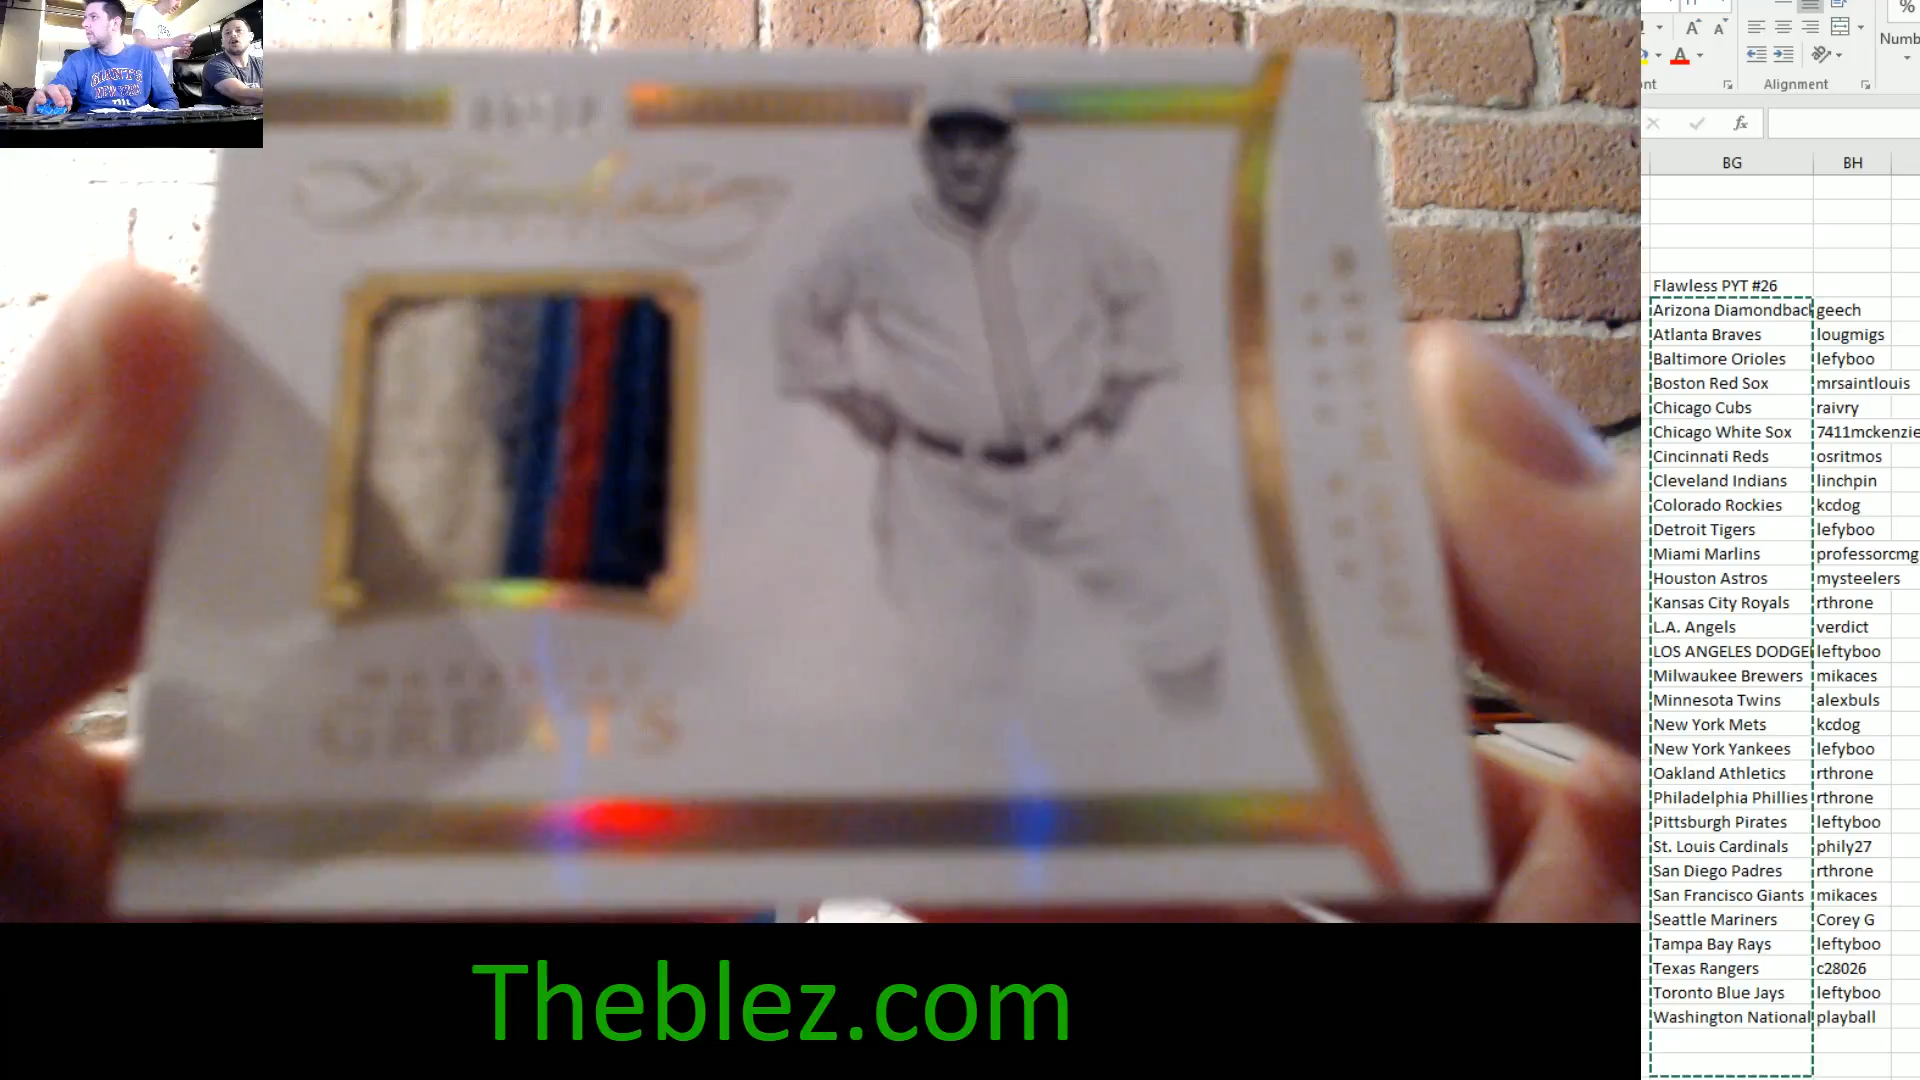 Flawless
GREATS
GIANTS
Theblez.com
%
Numb
Alignment
fx
BG BH
Flawless PYT #26
Arizona Diamondbac geech
Atlanta Braves lougmigs
Baltimore Orioles lefyboo
Boston Red Sox mrsaintlouis
Chicago Cubs raivry
Chicago White Sox 7411mckenzie
Cincinnati Reds osritmos
Cleveland Indians linchpin
Colorado Rockies kcdog
Detroit Tigers lefyboo
Miami Marlins professorcmg
Houston Astros mysteelers
Kansas City Royals rthrone
L.A. Angels verdict
LOS ANGELES DODGE leftyboo
Milwaukee Brewers mikaces
Minnesota Twins alexbuls
New York Mets kcdog
New York Yankees lefyboo
Oakland Athletics rthrone
Philadelphia Phillies rthrone
Pittsburgh Pirates leftyboo
St. Louis Cardinals phily27
San Diego Padres rthrone
San Francisco Giants mikaces
Seattle Mariners Corey G
Tampa Bay Rays leftyboo
Texas Rangers c28026
Toronto Blue Jays leftyboo
Washington National playball